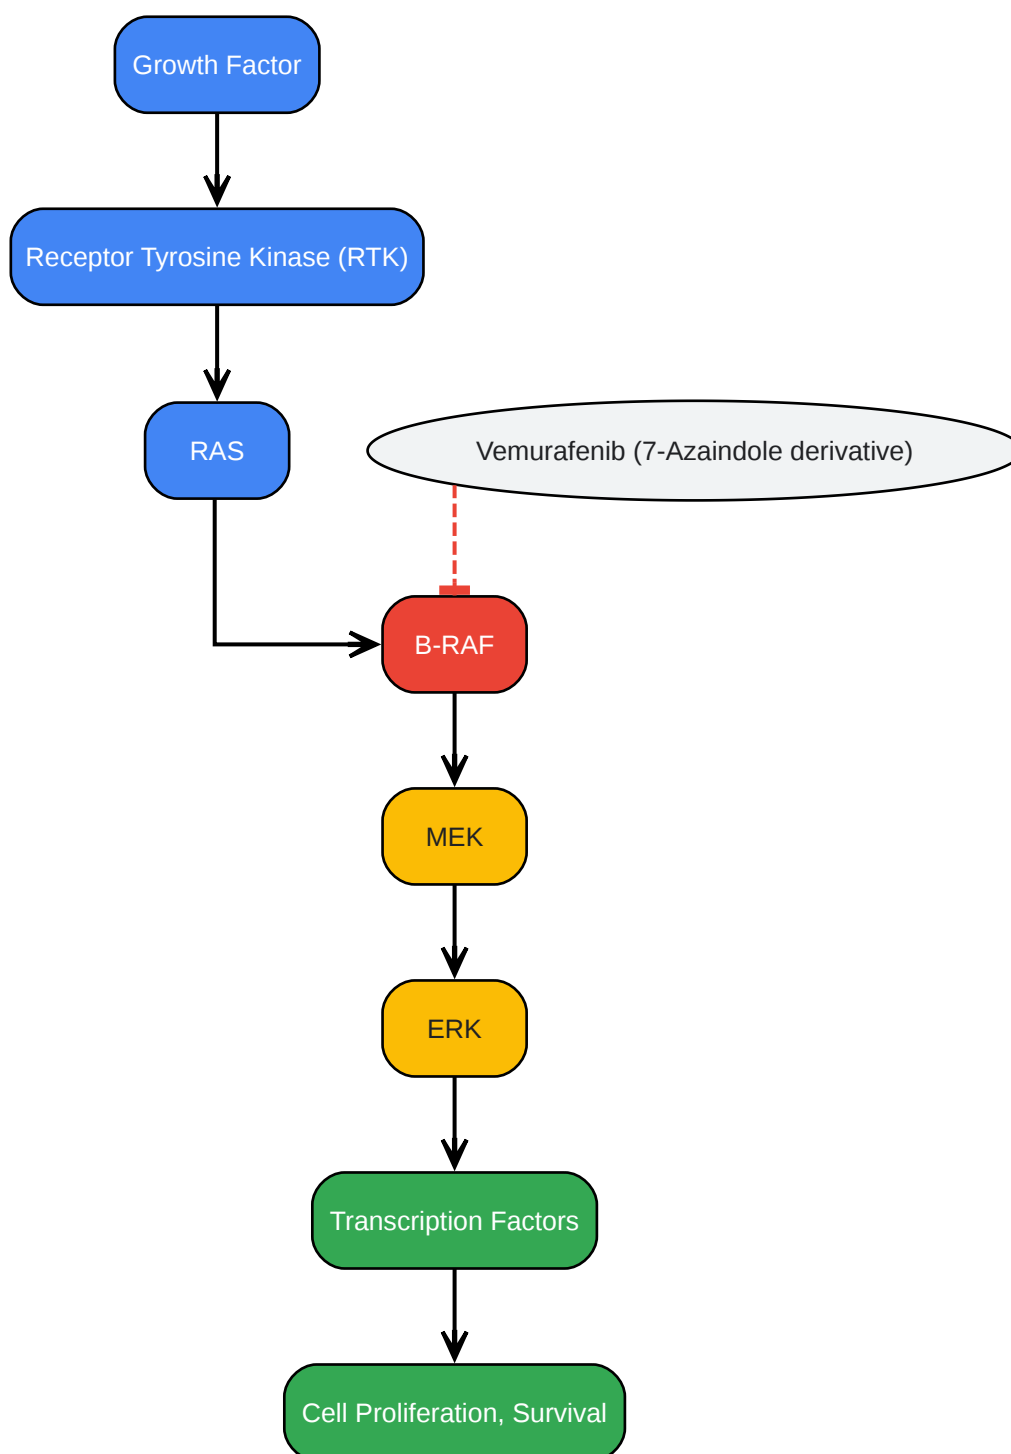 Growth Factor
Receptor Tyrosine Kinase (RTK)
RAS
Vemurafenib (7-Azaindole derivative)
B-RAF
MEK
ERK
Transcription Factors
Cell Proliferation, Survival